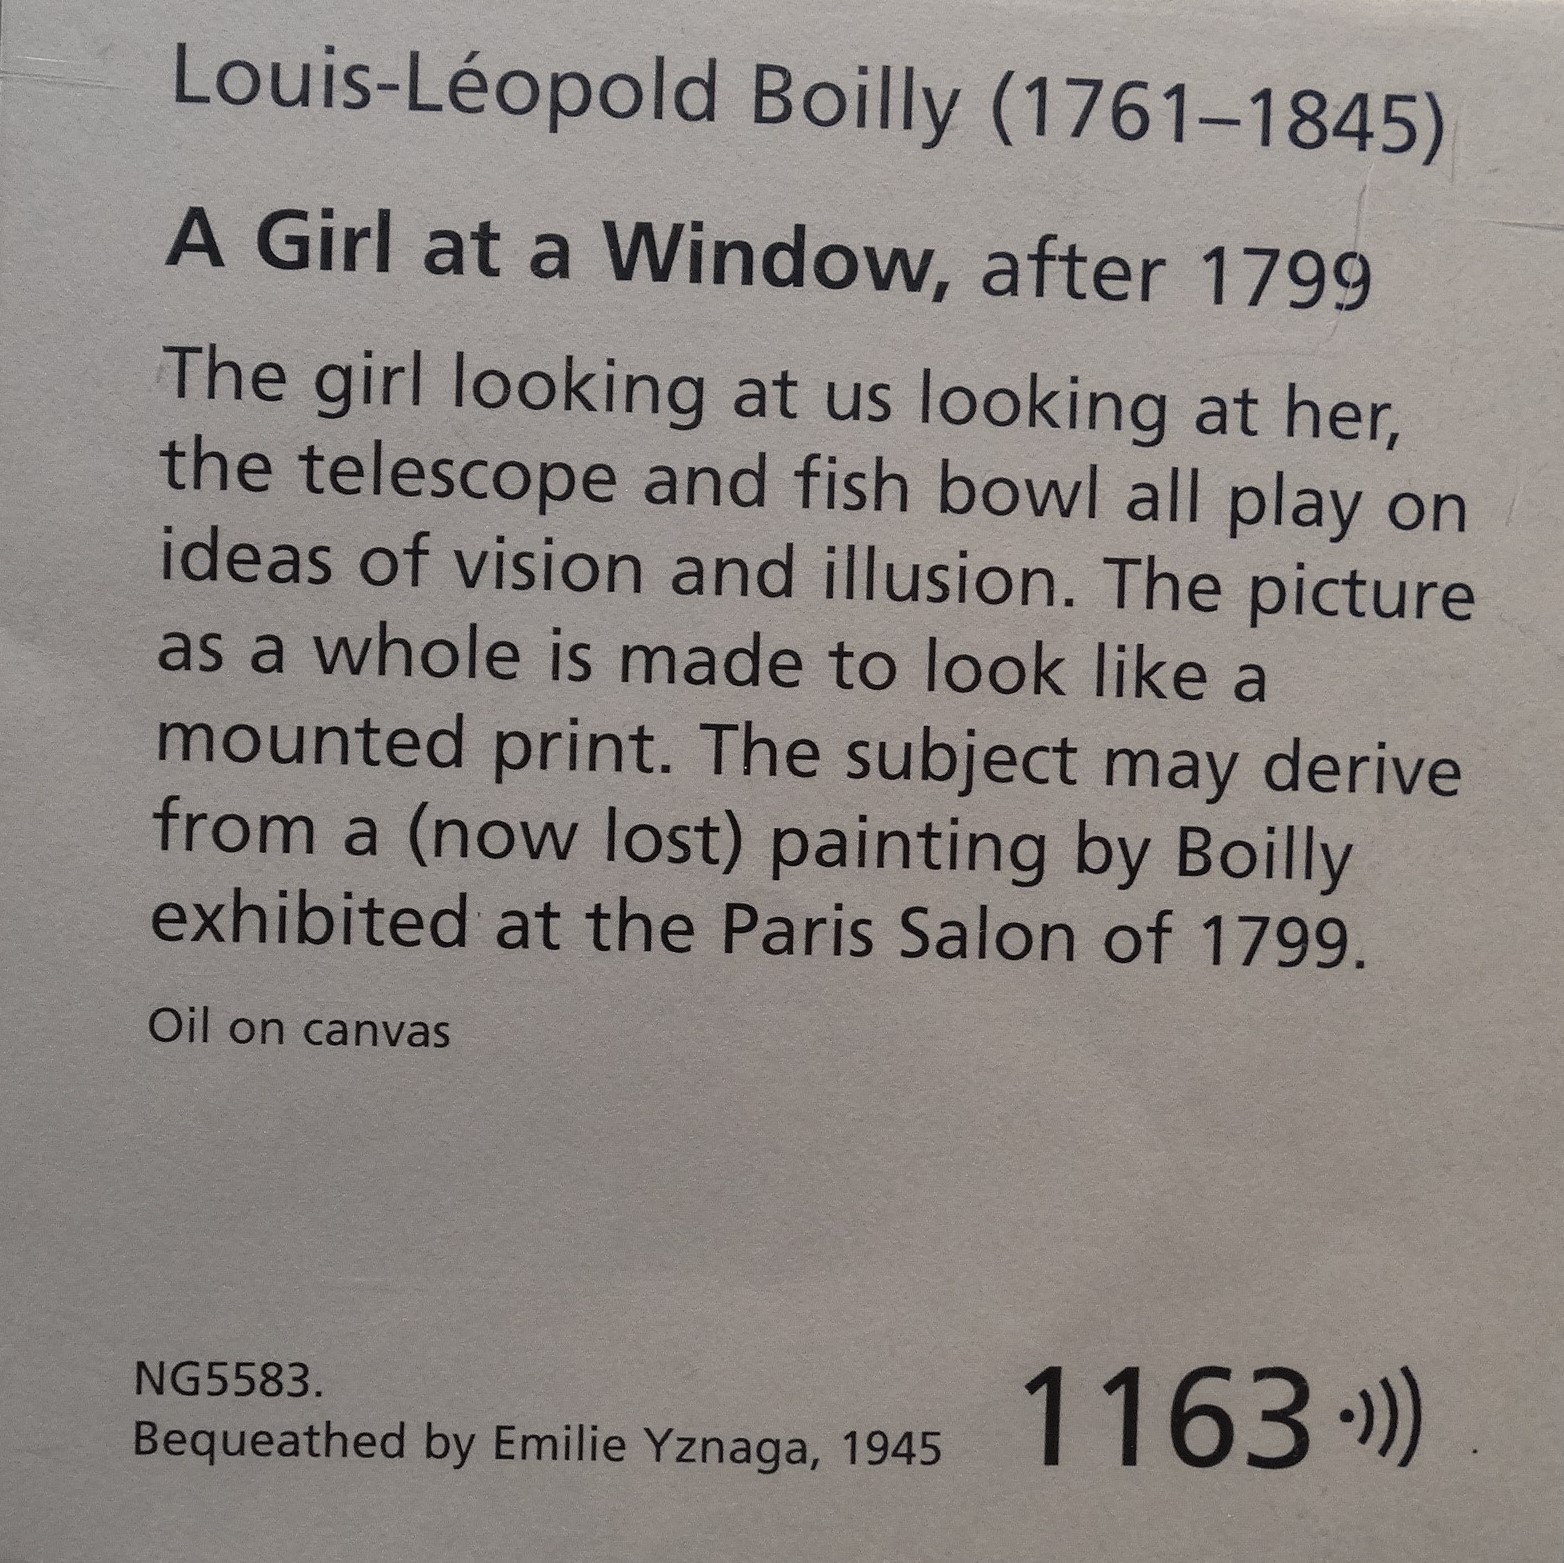 Louis-Léopold Boilly (1761–1845)
A Girl at a Window, after 1799
The girl looking at us looking at her,
the telescope and fish bowl all play on
ideas of vision and illusion. The picture
as a whole is made to look like a
mounted print. The subject may derive
from a (now lost) painting by Boilly
exhibited at the Paris Salon of 1799.
Oil on canvas
NG5583.
Bequeathed by Emilie Yznaga, 1945
1163